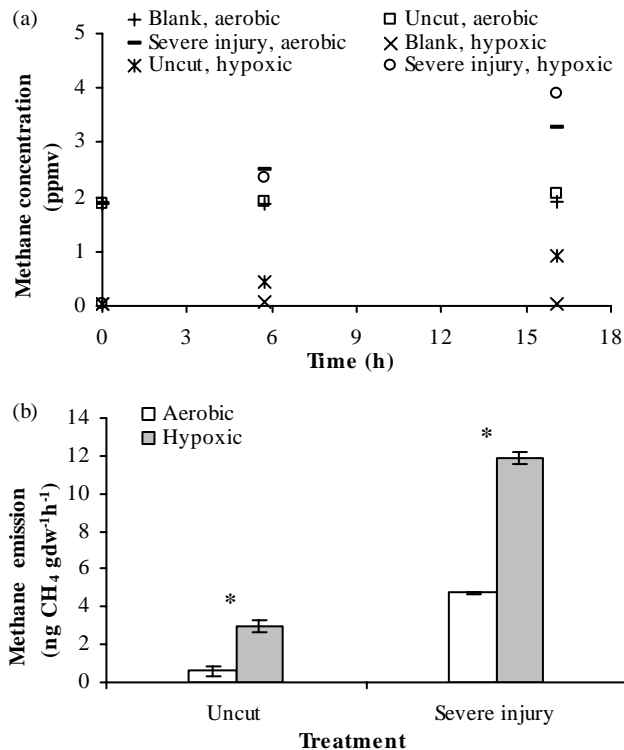 (a)
+ Blank, aerobic
□ Uncut, aerobic
– Severe injury, aerobic
× Blank, hypoxic
Uncut, hypoxic
○ Severe injury, hypoxic
Methane concentration
(ppmv)
5
4
3
2
1
0
0 3 6 9 12 15 18
Time (h)
(b)
Aerobic
Hypoxic
Methane emission
(ng CH₄ gdw⁻¹h⁻¹)
14
12
10
8
6
4
2
0
*
*
Uncut Severe injury
Treatment